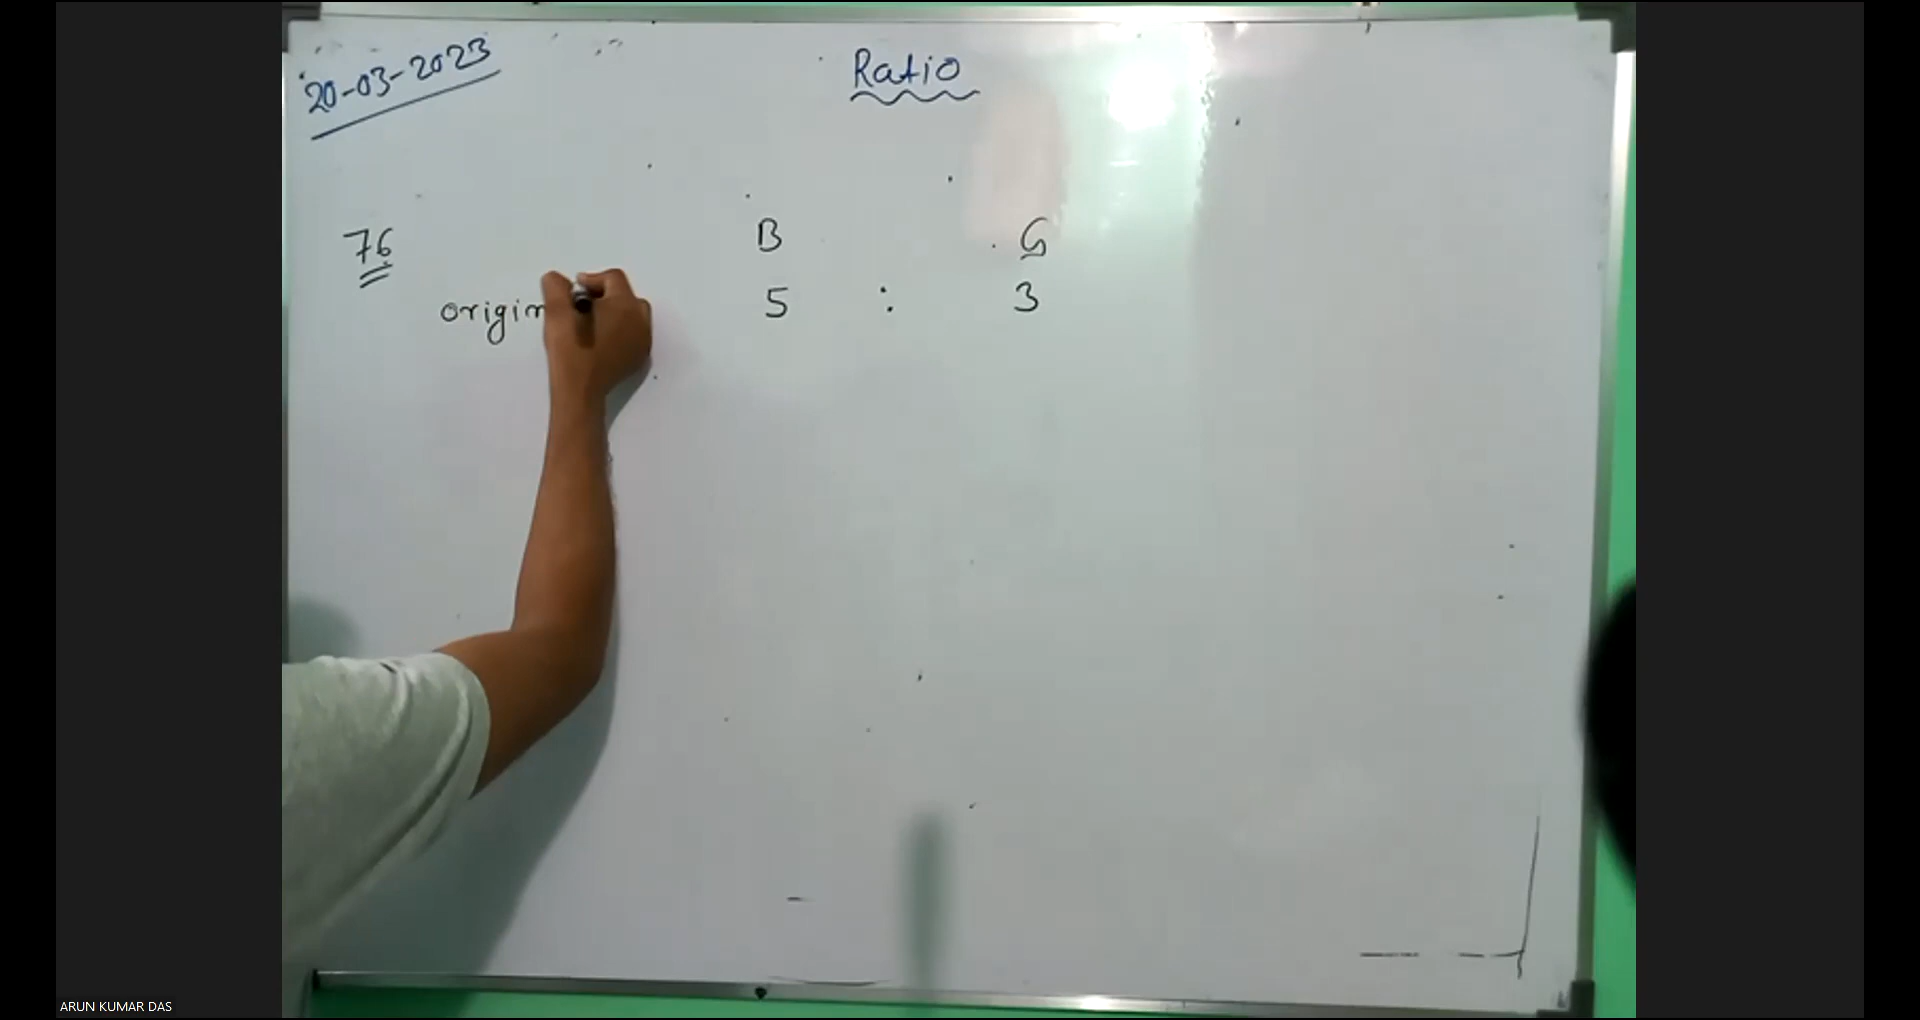 20-03-2023
Ratio
76
B G
origin 5 : 3
ARUN KUMAR DAS